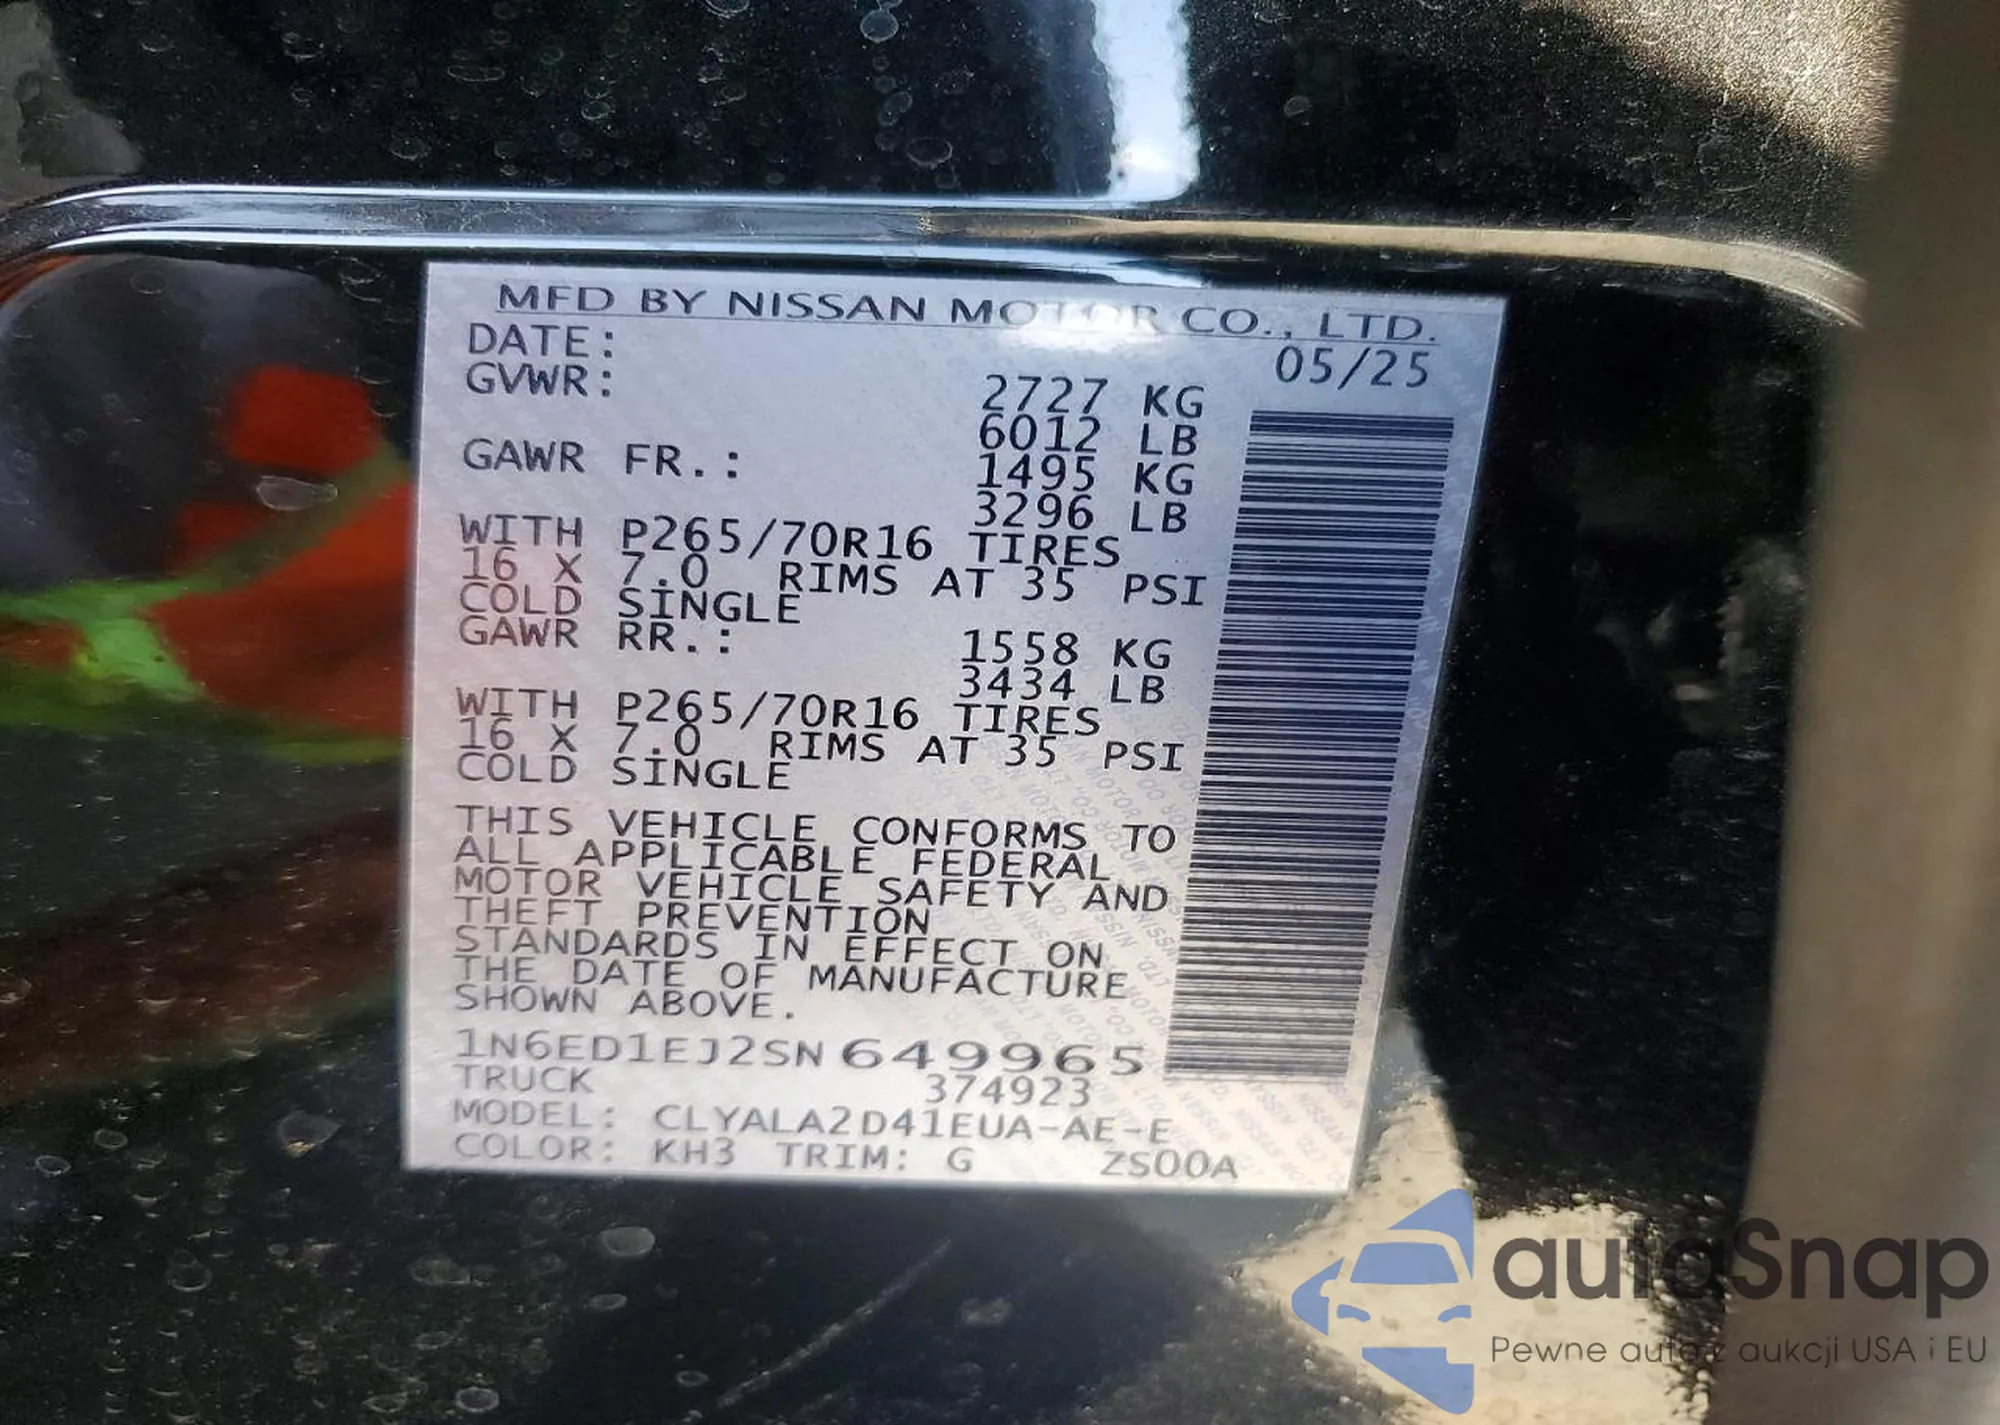 MFD BY NISSAN MOTOR CO., LTD.
DATE: 05/25
GVWR: 2727 KG
6012 LB
GAWR FR.: 1495 KG
3296 LB
WITH P265/70R16 TIRES
16 X 7.0 RIMS AT 35 PSI
COLD SINGLE
GAWR RR.: 1558 KG
3434 LB
WITH P265/70R16 TIRES
16 X 7.0 RIMS AT 35 PSI
COLD SINGLE
THIS VEHICLE CONFORMS TO
ALL APPLICABLE FEDERAL
MOTOR VEHICLE SAFETY AND
THEFT PREVENTION
STANDARDS IN EFFECT ON
THE DATE OF MANUFACTURE
SHOWN ABOVE.
1N6ED1EJ2SN649965
TRUCK 374923
MODEL: CLYALA2D41EUA-AE-E
COLOR: KH3 TRIM: G ZS00A
autaSnap
Pewne auta z aukcji USA i EU